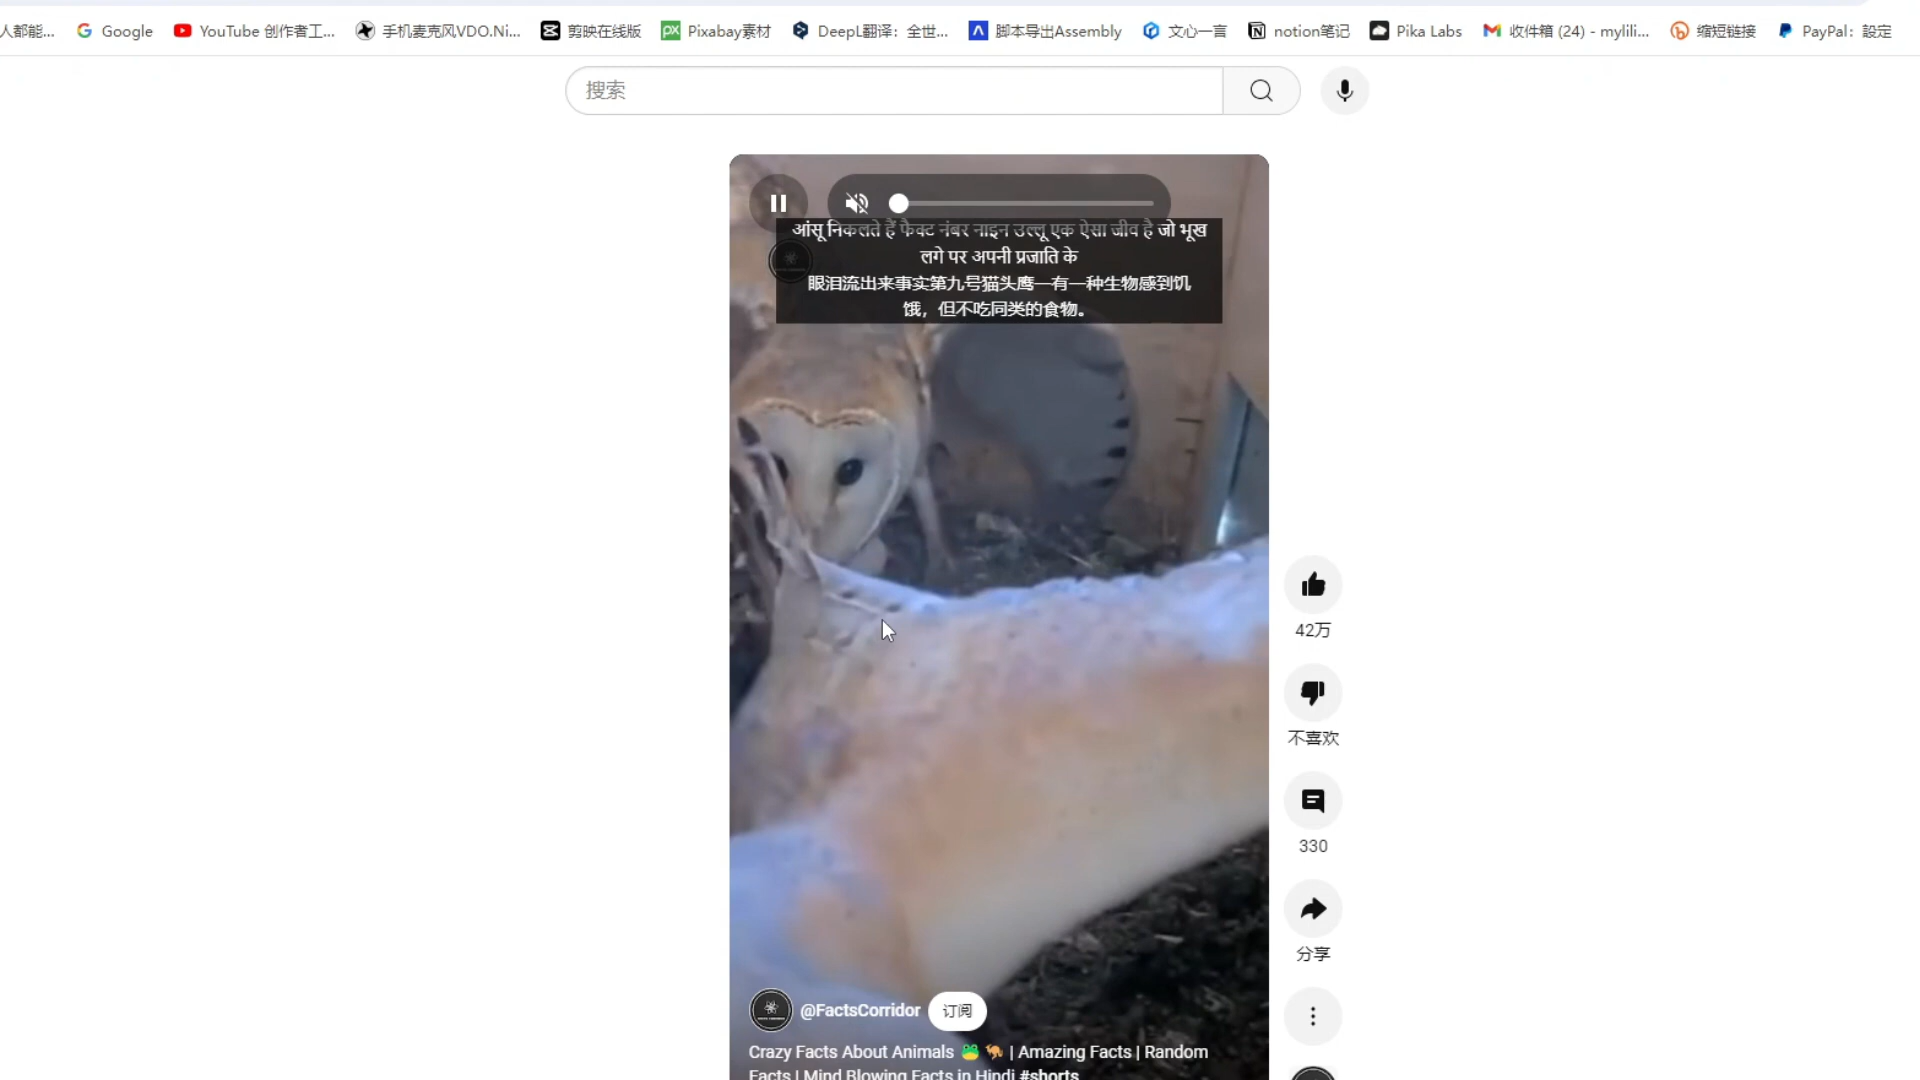 人都能...
Google
YouTube 创作者工...
手机麦克风VDO.Ni...
剪映在线版
Pixabay素材
DeepL翻译：全世...
脚本导出Assembly
文心一言
notion笔记
Pika Labs
收件箱 (24) - mylili...
缩短链接
PayPal：設定
搜索
आंसू निकलते हैं फैक्ट नंबर नाइन उल्लू एक ऐसा जीव है जो भूख
लगे पर अपनी प्रजाति के
眼泪流出来事实第九号猫头鹰一有一种生物感到饥
饿，但不吃同类的食物。
42万
不喜欢
330
分享
@FactsCorridor
订阅
Crazy Facts About Animals 🐸 🐪 | Amazing Facts | Random
Facts | Mind Blowing Facts in Hindi #shorts